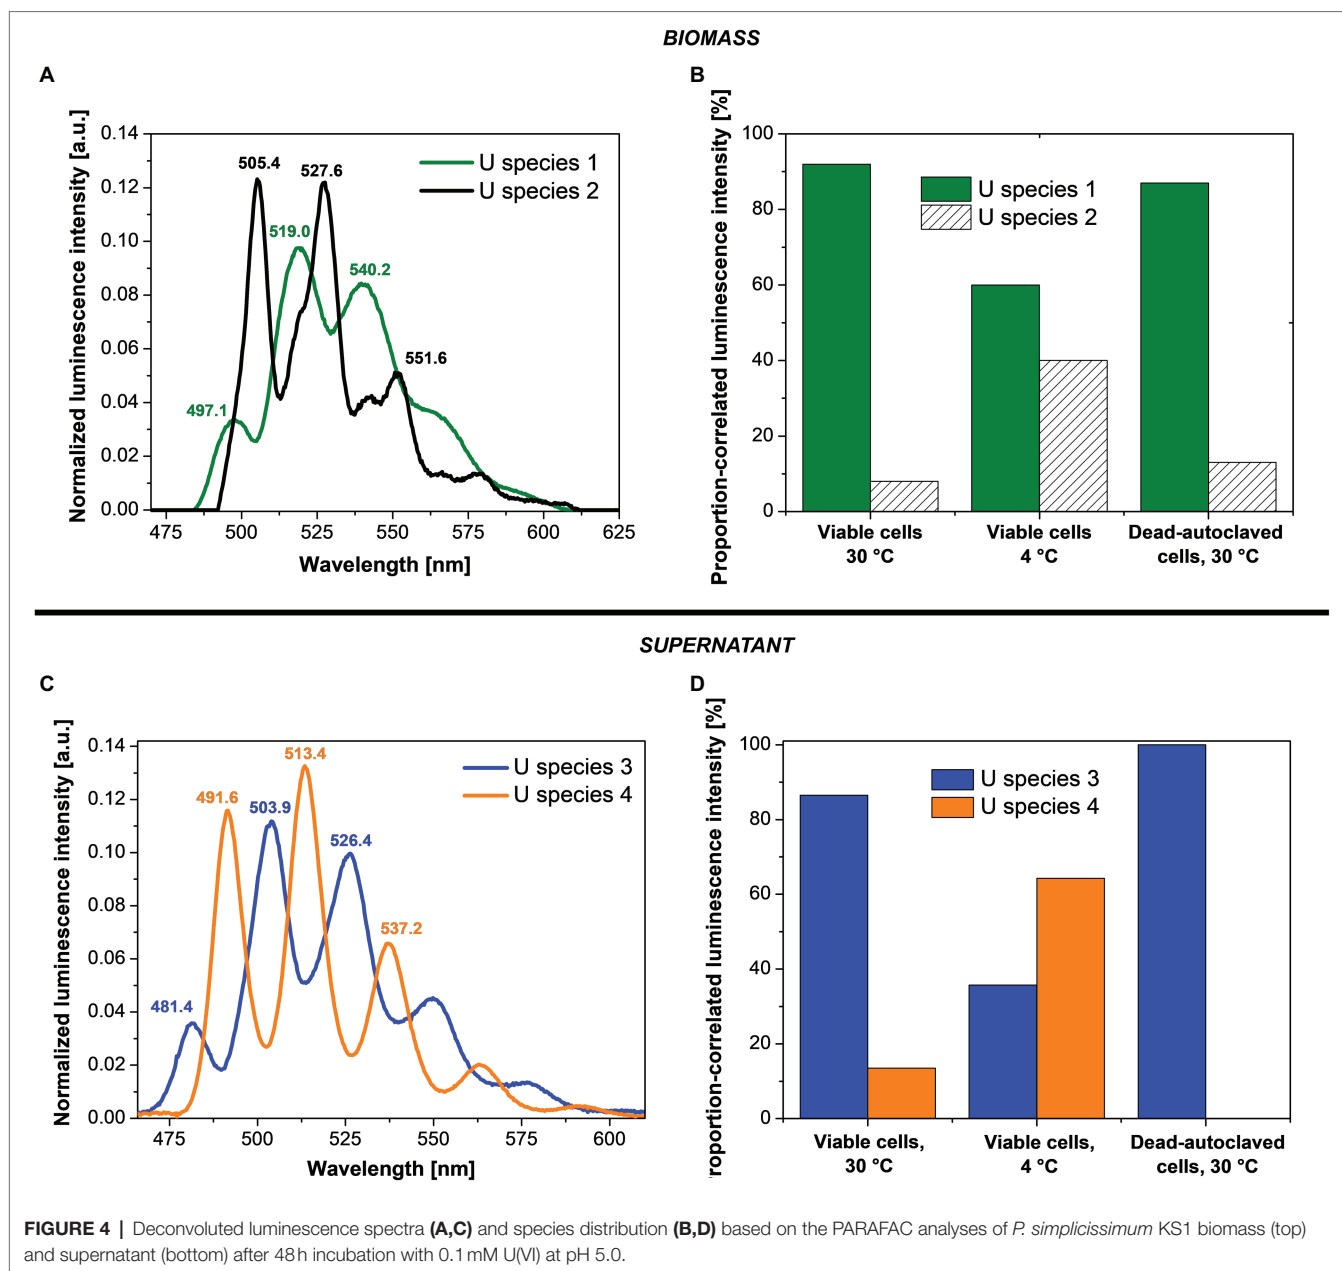 BIOMASS
A
Normalized luminescence intensity [a.u.]
0.14
0.12
0.10
0.08
0.06
0.04
0.02
0.00
505.4
527.6
519.0
540.2
551.6
497.1
U species 1
U species 2
475 500 525 550 575 600 625
Wavelength [nm]
B
Proportion-correlated luminescence intensity [%]
100
80
60
40
20
0
U species 1
U species 2
Viable cells Viable cells Dead-autoclaved
30 °C 4 °C cells, 30 °C
SUPERNATANT
C
Normalized luminescence intensity [a.u.]
0.14
0.12
0.10
0.08
0.06
0.04
0.02
0.00
513.4
491.6
503.9
526.4
537.2
481.4
U species 3
U species 4
475 500 525 550 575 600
Wavelength [nm]
D
roportion-correlated luminescence intensity [%]
100
80
60
40
20
0
U species 3
U species 4
Viable cells, Viable cells, Dead-autoclaved
30 °C 4 °C cells, 30 °C
FIGURE 4 | Deconvoluted luminescence spectra (A,C) and species distribution (B,D) based on the PARAFAC analyses of P. simplicissimum KS1 biomass (top)
and supernatant (bottom) after 48 h incubation with 0.1 mM U(VI) at pH 5.0.